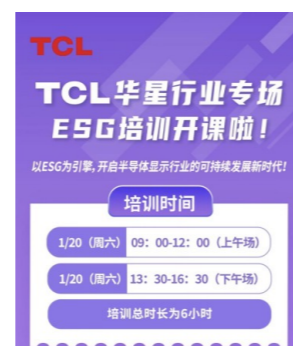 TCL
TCL华星行业专场
ESG培训开课啦！
以ESG为引擎，开启半导体显示行业的可持续发展新时代！
培训时间
1/20（周六） 09：00-12：00（上午场）
1/20（周六） 13：30-16：30（下午场）
培训总时长为6小时